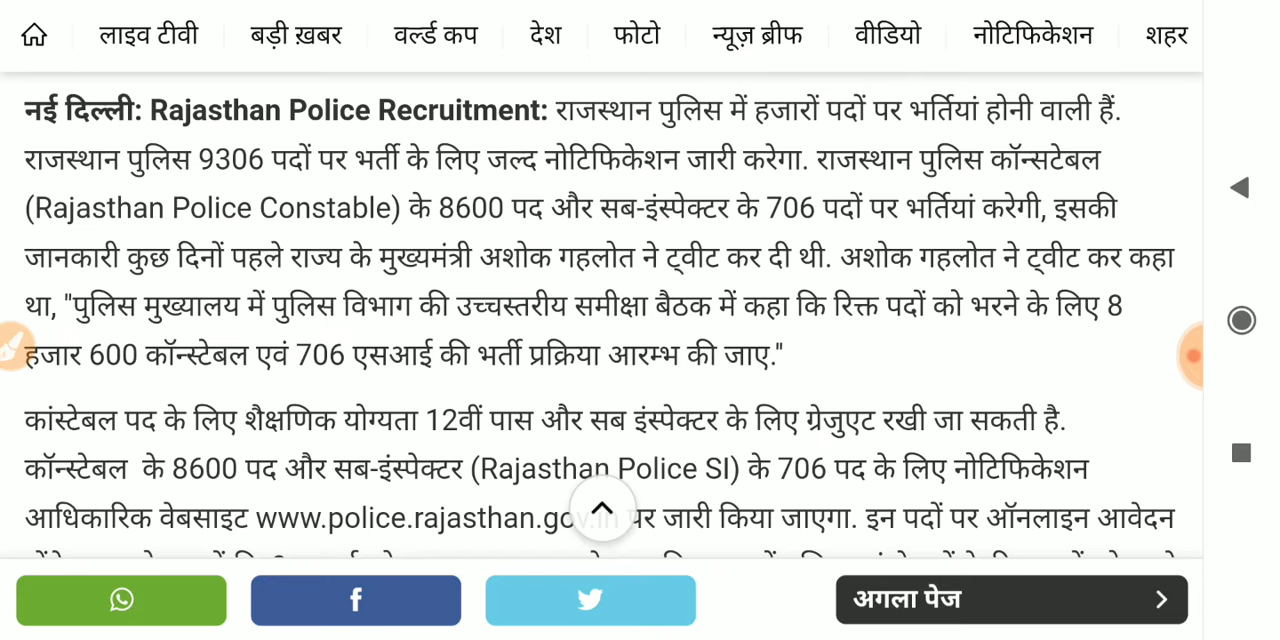 लाइव टीवी बड़ी ख़बर वर्ल्ड कप देश फोटो न्यूज़ ब्रीफ वीडियो नोटिफिकेशन शहर
नई दिल्ली: Rajasthan Police Recruitment: राजस्थान पुलिस में हजारों पदों पर भर्तियां होनी वाली हैं.
राजस्थान पुलिस 9306 पदों पर भर्ती के लिए जल्द नोटिफिकेशन जारी करेगा. राजस्थान पुलिस कॉन्सटेबल
(Rajasthan Police Constable) के 8600 पद और सब-इंस्पेक्टर के 706 पदों पर भर्तियां करेगी, इसकी
जानकारी कुछ दिनों पहले राज्य के मुख्यमंत्री अशोक गहलोत ने ट्वीट कर दी थी. अशोक गहलोत ने ट्वीट कर कहा
था, "पुलिस मुख्यालय में पुलिस विभाग की उच्चस्तरीय समीक्षा बैठक में कहा कि रिक्त पदों को भरने के लिए 8
हजार 600 कॉन्स्टेबल एवं 706 एसआई की भर्ती प्रक्रिया आरम्भ की जाए."
कांस्टेबल पद के लिए शैक्षणिक योग्यता 12वीं पास और सब इंस्पेक्टर के लिए ग्रेजुएट रखी जा सकती है.
कॉन्स्टेबल के 8600 पद और सब-इंस्पेक्टर (Rajasthan Police SI) के 706 पद के लिए नोटिफिकेशन
आधिकारिक वेबसाइट www.police.rajasthan.gov.in पर जारी किया जाएगा. इन पदों पर ऑनलाइन आवेदन
अगला पेज